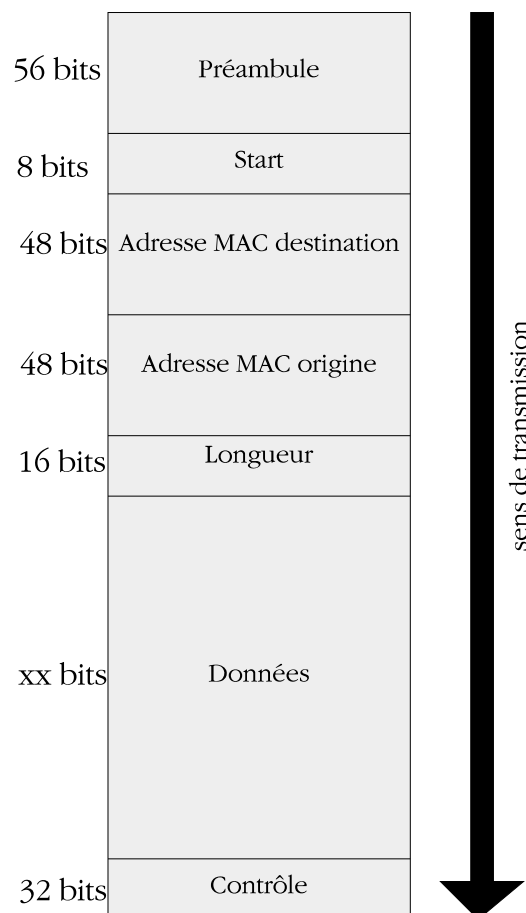 56 bits
Préambule
8 bits
Start
48 bits
Adresse MAC destination
48 bits
Adresse MAC origine
16 bits
Longueur
xx bits
Données
32 bits
Contrôle
sens de transmission